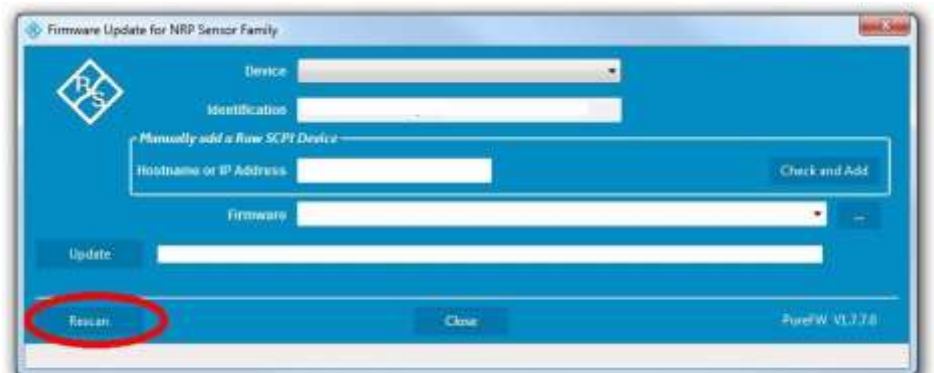 Firmware Update for NRP Sensor Family
R&S
Device
Identification
Manually add a Raw SCPI Device
Hostname or IP Address
Check and Add
Firmware
...
Update
Rescan
Close
PureFW V1.7.7.0